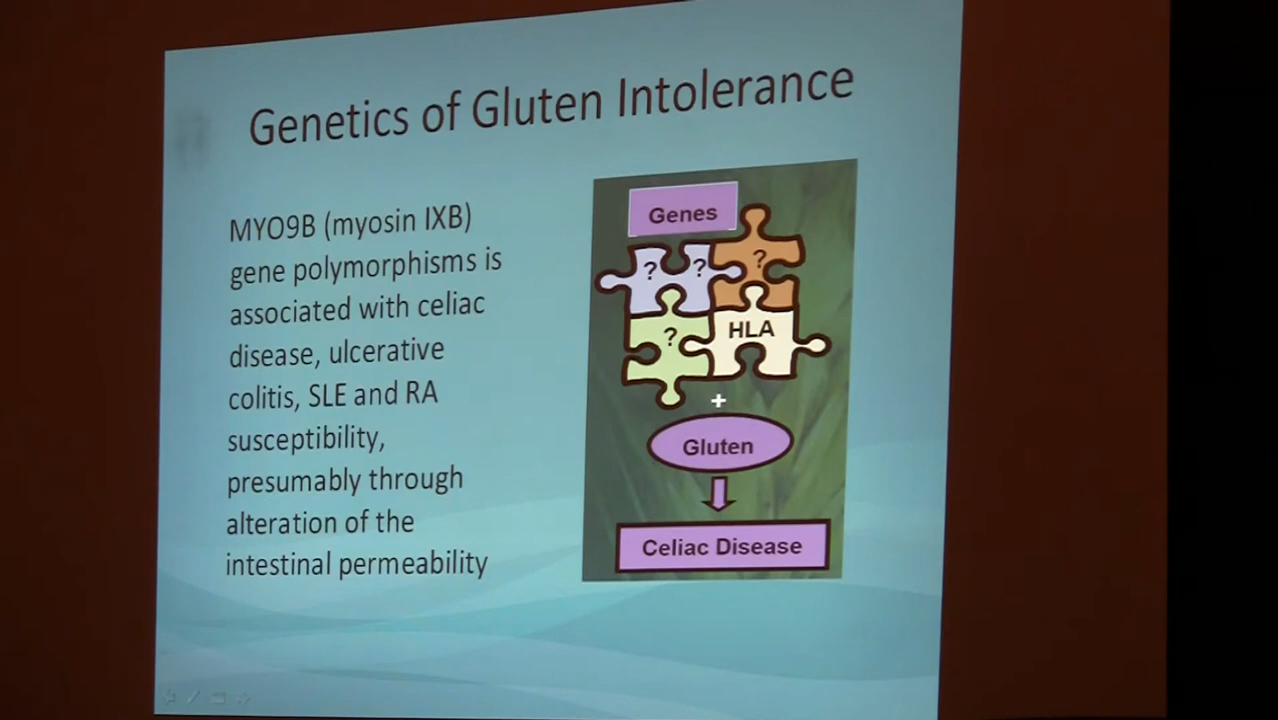 Genetics of Gluten Intolerance
MYO9B (myosin IXB)
gene polymorphisms is
associated with celiac
disease, ulcerative
colitis, SLE and RA
susceptibility,
presumably through
alteration of the
intestinal permeability
Genes
? ? ?
? HLA
+
Gluten
Celiac Disease